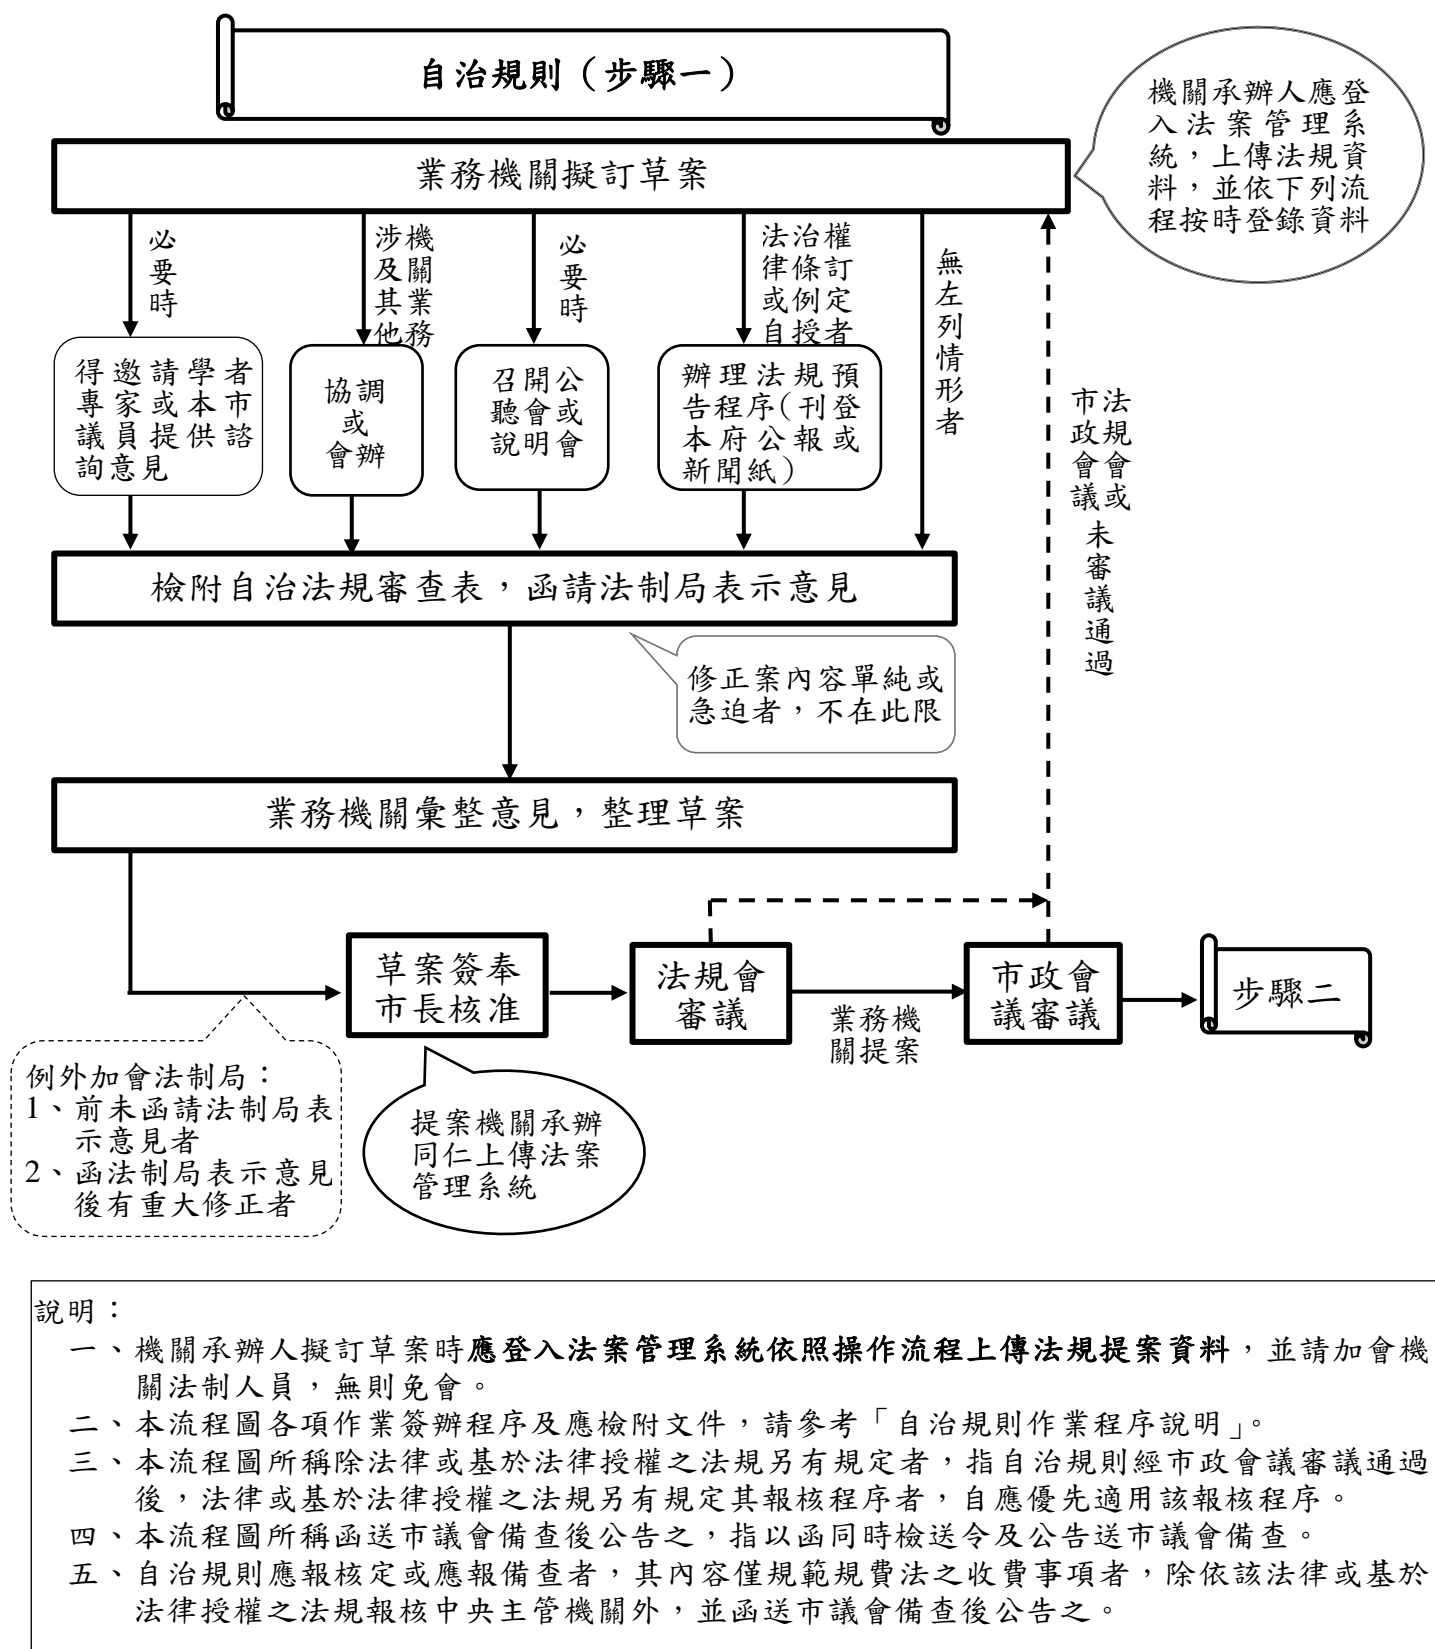 自治規則（步驟一）
機關承辦人應登
入法案管理系
統，上傳法規資
料，並依下列流
程按時登錄資料
業務機關擬訂草案
必要時
涉及其他
機關業務
必要時
法律或自
治條例授
權訂定者
無左列情形者
得邀請學者
專家或本市
議員提供諮
詢意見
協調
或
會辦
召開公
聽會或
說明會
辦理法規預
告程序（刊登
本府公報或
新聞紙）
法規會或
市政會議
未審議通過
檢附自治法規審查表，函請法制局表示意見
修正案內容單純或
急迫者，不在此限
業務機關彙整意見，整理草案
草案簽奉
市長核准
法規會
審議
業務機
關提案
市政會
議審議
步驟二
例外加會法制局：
1、前未函請法制局表
示意見者
2、函法制局表示意見
後有重大修正者
提案機關承辦
同仁上傳法案
管理系統
說明：
一、機關承辦人擬訂草案時應登入法案管理系統依照操作流程上傳法規提案資料，並請加會機
關法制人員，無則免會。
二、本流程圖各項作業簽辦程序及應檢附文件，請參考「自治規則作業程序說明」。
三、本流程圖所稱除法律或基於法律授權之法規另有規定者，指自治規則經市政會議審議通過
後，法律或基於法律授權之法規另有規定其報核程序者，自應優先適用該報核程序。
四、本流程圖所稱函送市議會備查後公告之，指以函同時檢送令及公告送市議會備查。
五、自治規則應報核定或應報備查者，其內容僅規範規費法之收費事項者，除依該法律或基於
法律授權之法規報核中央主管機關外，並函送市議會備查後公告之。